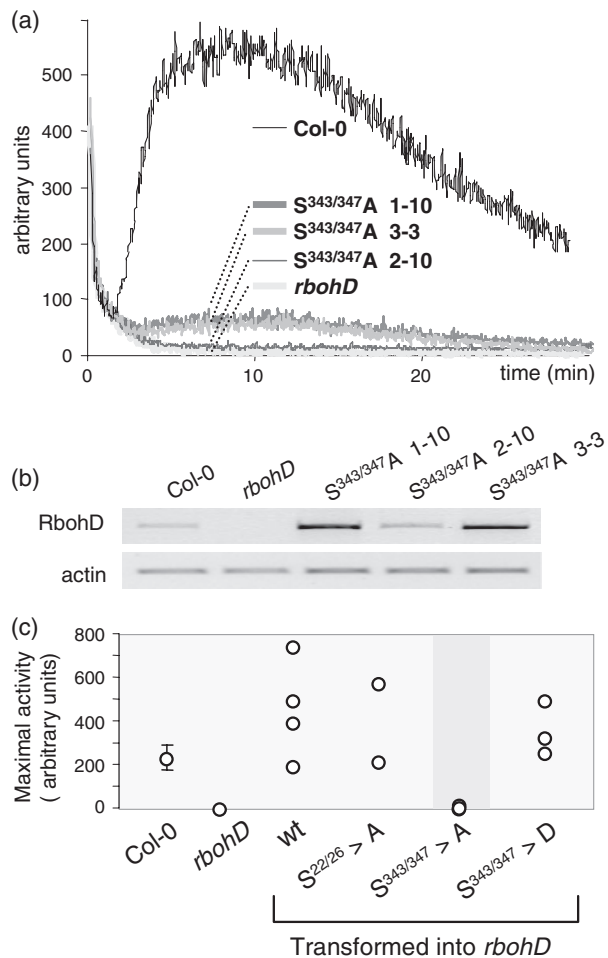 (a)
arbitrary units
500
400
300
200
100
0
Col-0
S343/347A 1-10
S343/347A 3-3
S343/347A 2-10
rbohD
0
10
20
time (min)
(b)
Col-0
rbohD
S343/347A 1-10
S343/347A 2-10
S343/347A 3-3
RbohD
actin
(c)
Maximal activity
( arbitrary units)
800
600
400
200
0
Col-0
rbohD
wt
S22/26 > A
S343/347 > A
S343/347 > D
Transformed into rbohD